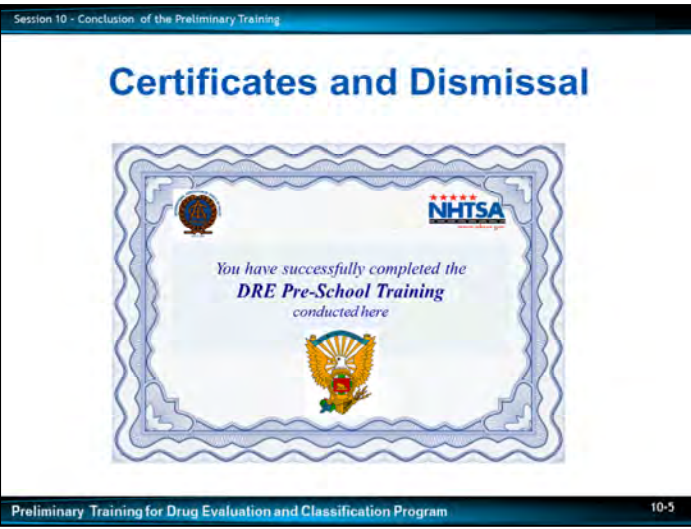 Session 10 - Conclusion of the Preliminary Training
Certificates and Dismissal
NHTSA
You have successfully completed the
DRE Pre-School Training
conducted here
Preliminary Training for Drug Evaluation and Classification Program
10-5